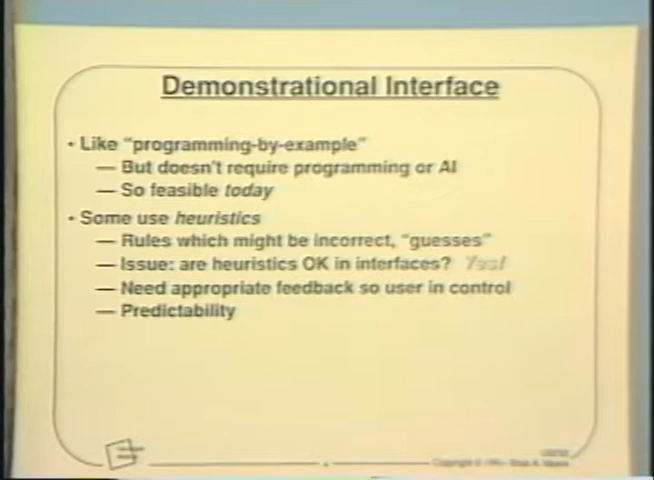 Demonstrational Interface
• Like "programming-by-example"
— But doesn't require programming or AI
— So feasible today
• Some use heuristics
— Rules which might be incorrect, "guesses"
— Issue: are heuristics OK in interfaces? Yes!
— Need appropriate feedback so user in control
— Predictability
Copyright ©